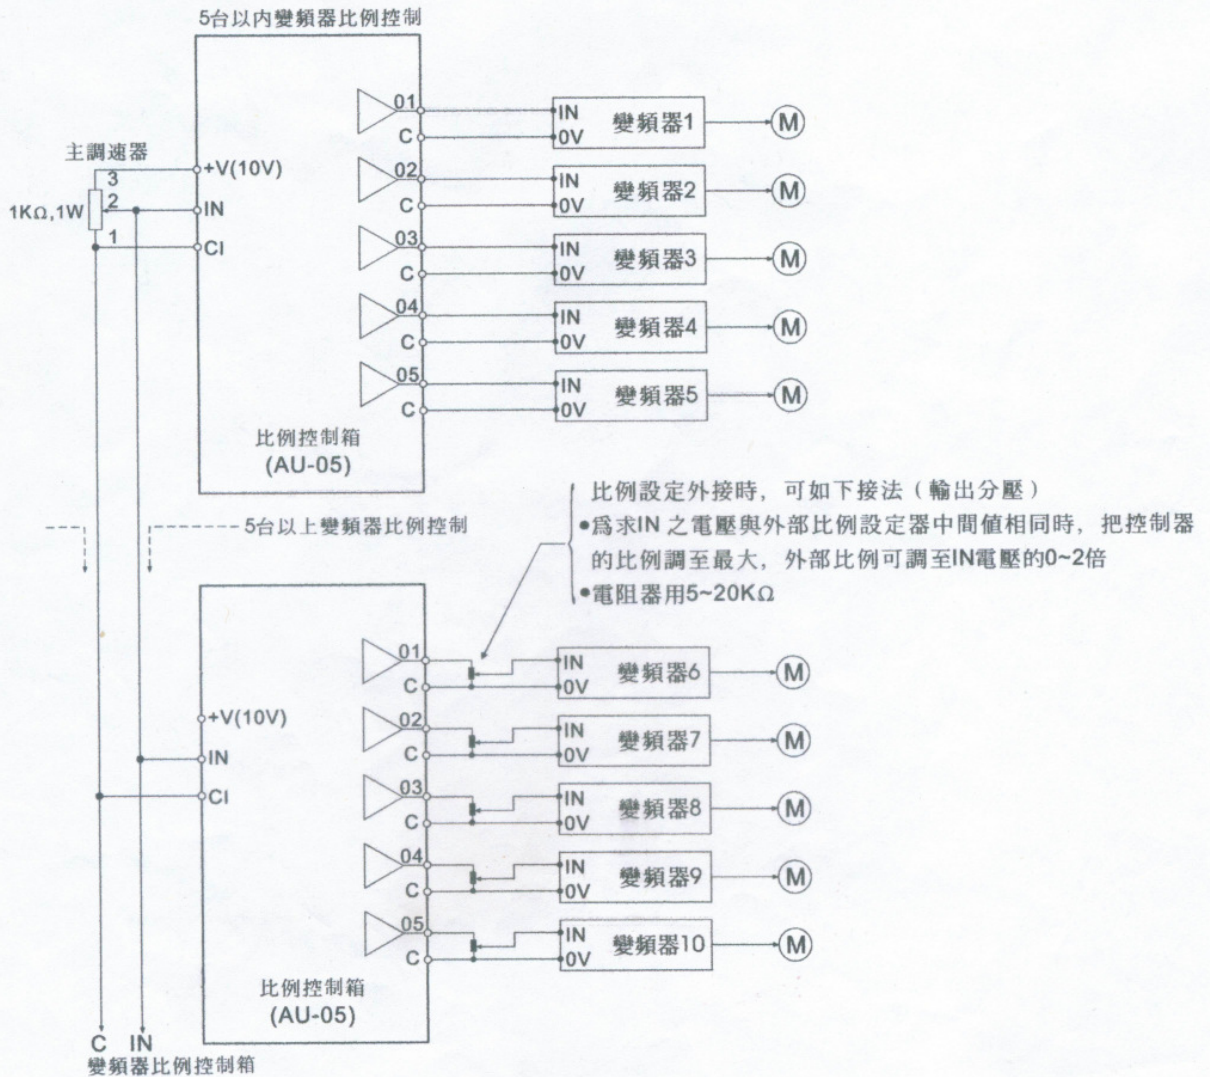 5台以内變頻器比例控制
01
C
IN
0V
變頻器1
M
主調速器
3
+V(10V)
02
C
IN
0V
變頻器2
M
1KΩ,1W
2
IN
1
CI
03
C
IN
0V
變頻器3
M
04
C
IN
0V
變頻器4
M
05
C
IN
0V
變頻器5
M
比例控制箱
(AU-05)
比例設定外接時，可如下接法（輸出分壓）
●爲求IN 之電壓與外部比例設定器中間值相同時，把控制器
的比例調至最大，外部比例可調至IN電壓的0~2倍
●電阻器用5~20KΩ
5台以上變頻器比例控制
01
C
IN
0V
變頻器6
M
+V(10V)
02
C
IN
0V
變頻器7
M
IN
CI
03
C
IN
0V
變頻器8
M
04
C
IN
0V
變頻器9
M
05
C
IN
0V
變頻器10
M
比例控制箱
(AU-05)
C IN
變頻器比例控制箱